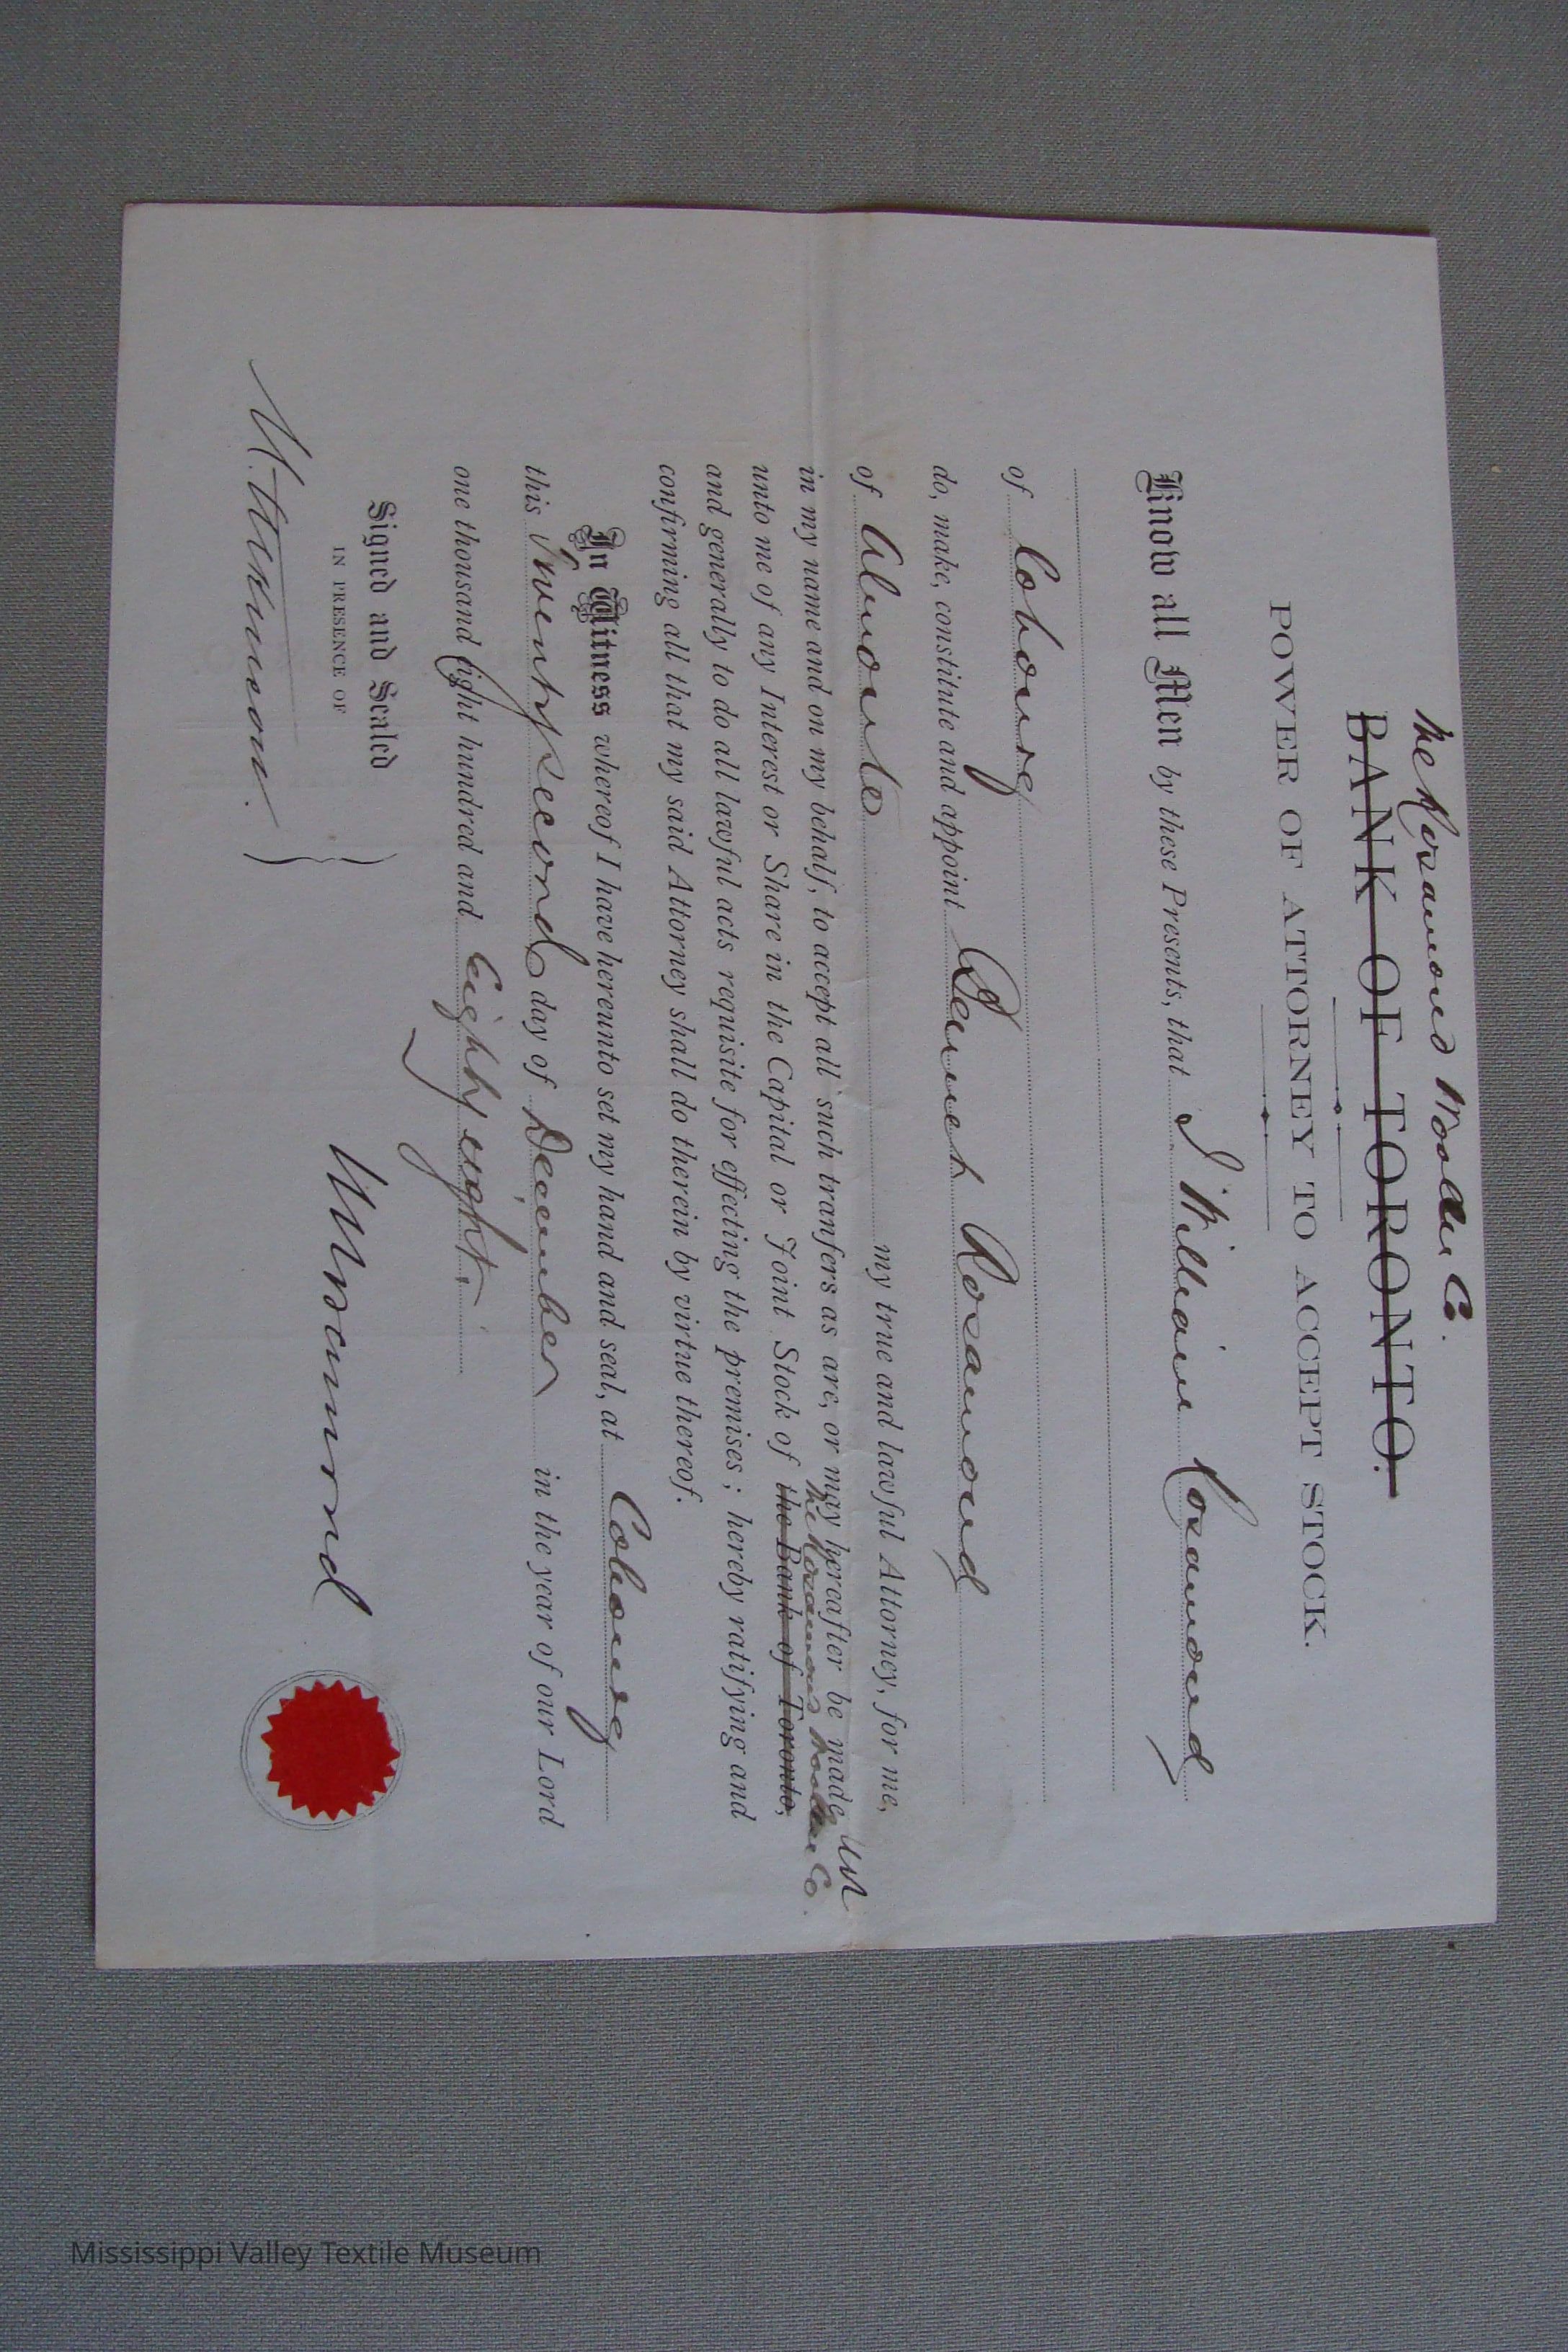 The Rosamond Woollen Co.
BANK OF TORONTO.
POWER OF ATTORNEY TO ACCEPT STOCK.
Know all Men by these Presents, that I William Rosamond
of Cobourg
do, make, constitute and appoint Bennet Rosamond
of Almonte my true and lawful Attorney, for me,
in my name and on my behalf, to accept all such tranfers as are, or may hereafter be made WR
The Rosamond Woollen Co.
unto me of any Interest or Share in the Capital or Joint Stock of the Bank of Toronto,
and generally to do all lawful acts requisite for effecting the premises; hereby ratifying and
confirming all that my said Attorney shall do therein by virtue thereof.
In Witness whereof I have hereunto set my hand and seal, at Cobourg
this Twenty second day of December in the year of our Lord
one thousand eight hundred and Eighty eight.
Signed and Sealed
IN PRESENCE OF
WRosamond
Mississippi Valley Textile Museum